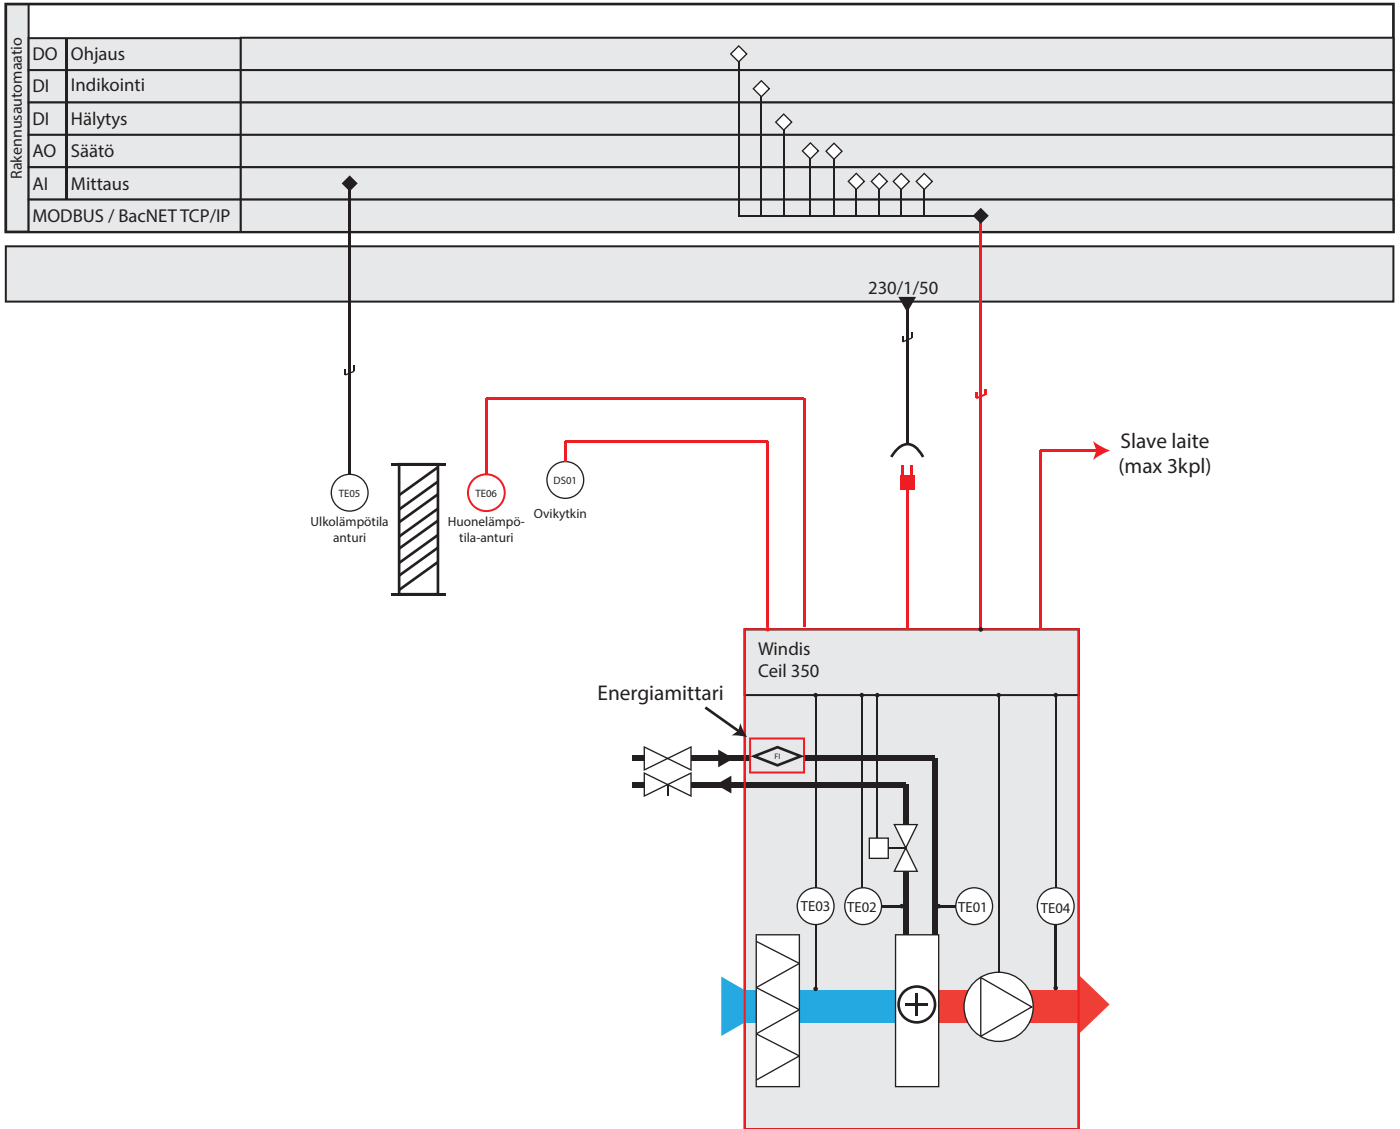 Rakennusautomaatio
DO Ohjaus
DI Indikointi
DI Hälytys
AO Säätö
AI Mittaus
MODBUS / BacNET TCP/IP
230/1/50
Slave laite
(max 3kpl)
TE05
Ulkolämpötila
anturi
TE06
Huonelämpö-
tila-anturi
DS01
Ovikytkin
Windis
Ceil 350
Energiamittari
FI
TE03
TE02
TE01
TE04